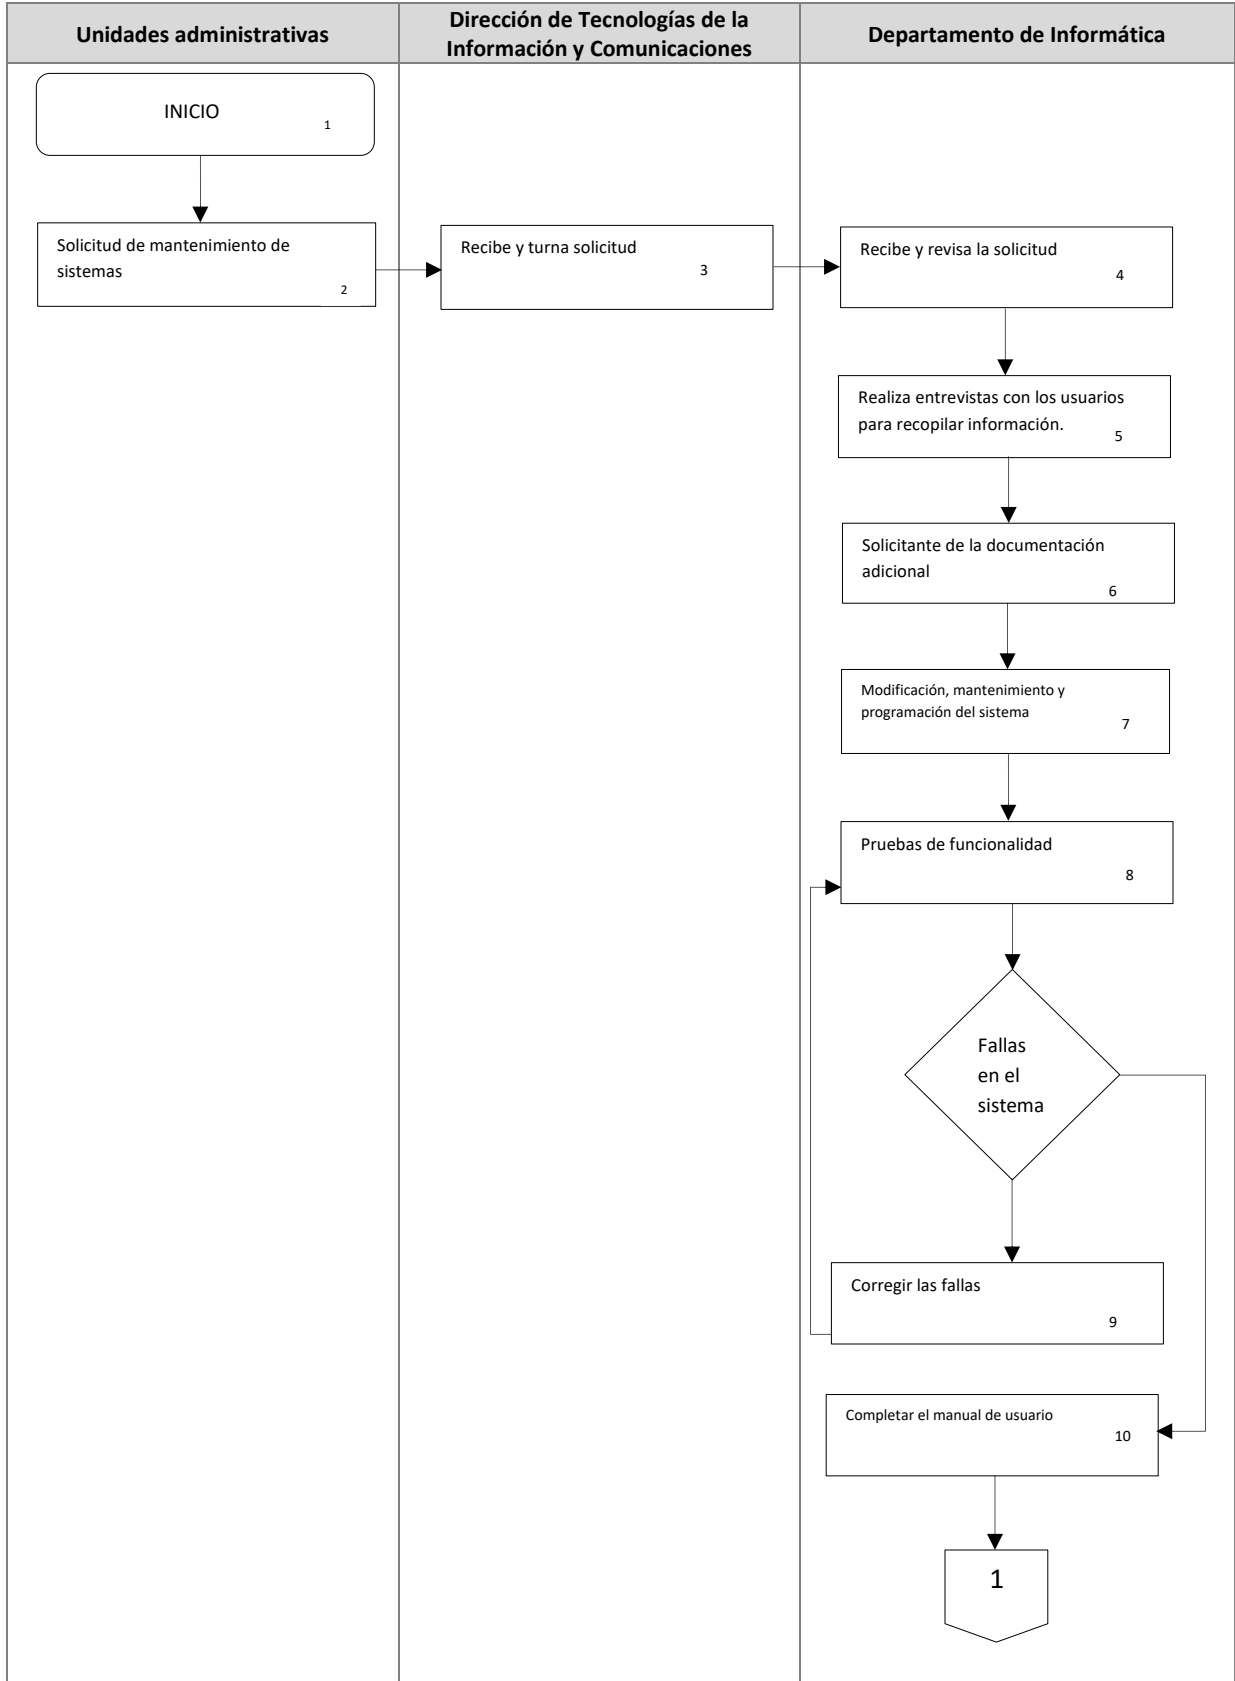 Unidades administrativas
Dirección de Tecnologías de la
Información y Comunicaciones
Departamento de Informática
INICIO
1
Solicitud de mantenimiento de
sistemas
2
Recibe y turna solicitud
3
Recibe y revisa la solicitud
4
Realiza entrevistas con los usuarios
para recopilar información.
5
Solicitante de la documentación
adicional
6
Modificación, mantenimiento y
programación del sistema
7
Pruebas de funcionalidad
8
Fallas
en el
sistema
Corregir las fallas
9
Completar el manual de usuario
10
1